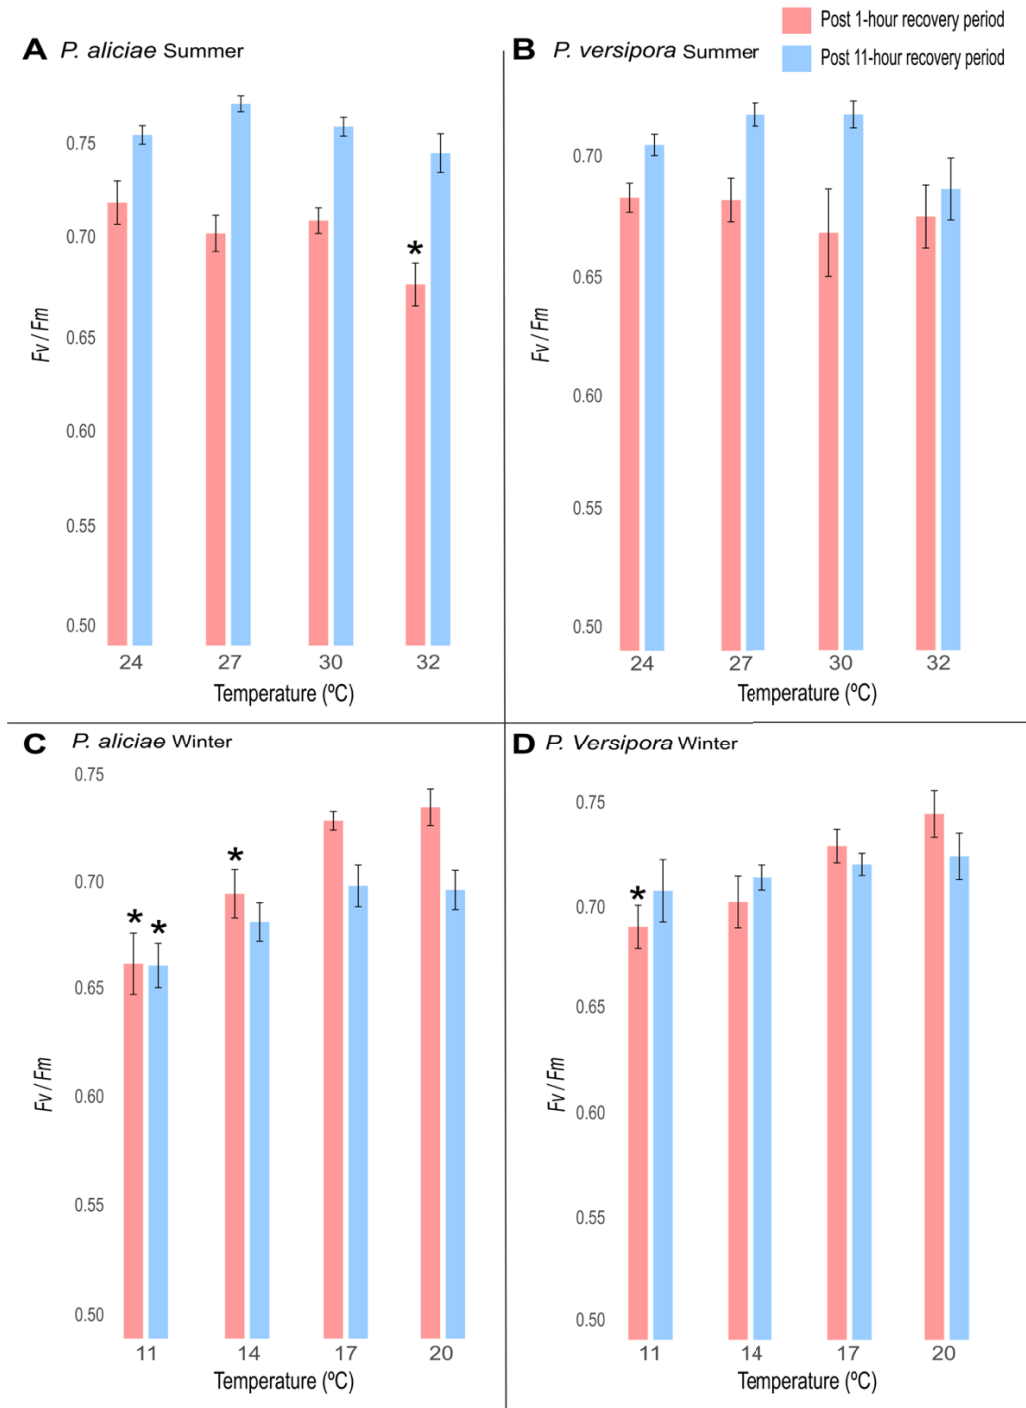 Post 1-hour recovery period
Post 11-hour recovery period
A P. aliciae Summer
0.75
0.70
0.65
0.60
0.55
0.50
Fv / Fm
24 27 30 32
*
Temperature (ºC)
B P. versipora Summer
0.70
0.65
0.60
0.55
0.50
Fv / Fm
24 27 30 32
Temperature (ºC)
C P. aliciae Winter
0.75
0.70
0.65
0.60
0.55
0.50
Fv / Fm
* * *
11 14 17 20
Temperature (ºC)
D P. Versipora Winter
0.75
0.70
0.65
0.60
0.55
0.50
Fv / Fm
*
11 14 17 20
Temperature (ºC)